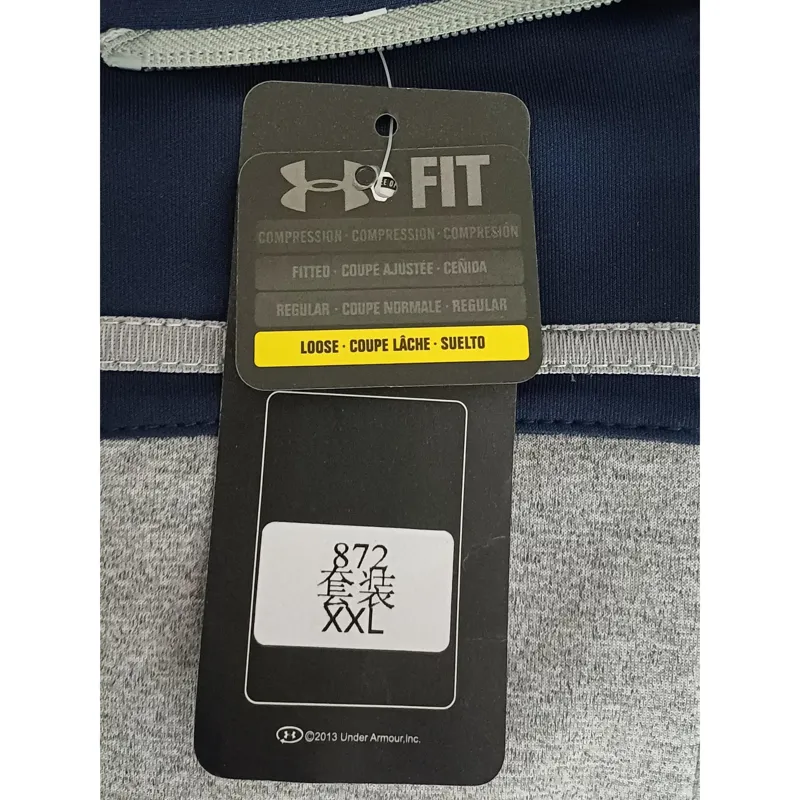 FIT
COMPRESSION · COMPRESSION · COMPRESIÓN
FITTED · COUPE AJUSTÉE · CEÑIDA
REGULAR · COUPE NORMALE · REGULAR
LOOSE · COUPE LÂCHE · SUELTO
872
套装
XXL
©2013 Under Armour,Inc.